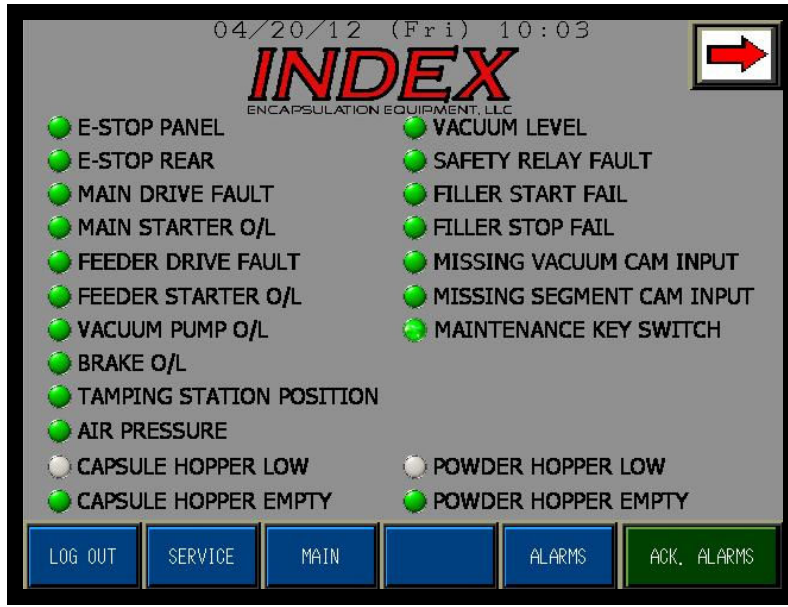 04/20/12 (Fri) 10:03
INDEX
ENCAPSULATION EQUIPMENT, LLC
E-STOP PANEL
E-STOP REAR
MAIN DRIVE FAULT
MAIN STARTER O/L
FEEDER DRIVE FAULT
FEEDER STARTER O/L
VACUUM PUMP O/L
BRAKE O/L
TAMPING STATION POSITION
AIR PRESSURE
CAPSULE HOPPER LOW
CAPSULE HOPPER EMPTY
VACUUM LEVEL
SAFETY RELAY FAULT
FILLER START FAIL
FILLER STOP FAIL
MISSING VACUUM CAM INPUT
MISSING SEGMENT CAM INPUT
MAINTENANCE KEY SWITCH
POWDER HOPPER LOW
POWDER HOPPER EMPTY
LOG OUT
SERVICE
MAIN
ALARMS
ACK. ALARMS